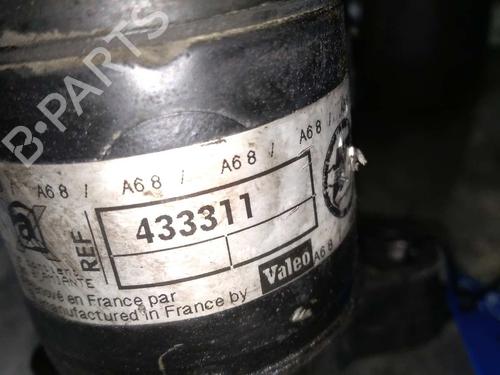 B-PARTS
A68 / A68 / A68 / A68 /
REF
433311
en France par
manufactured in France by Valeo
A68